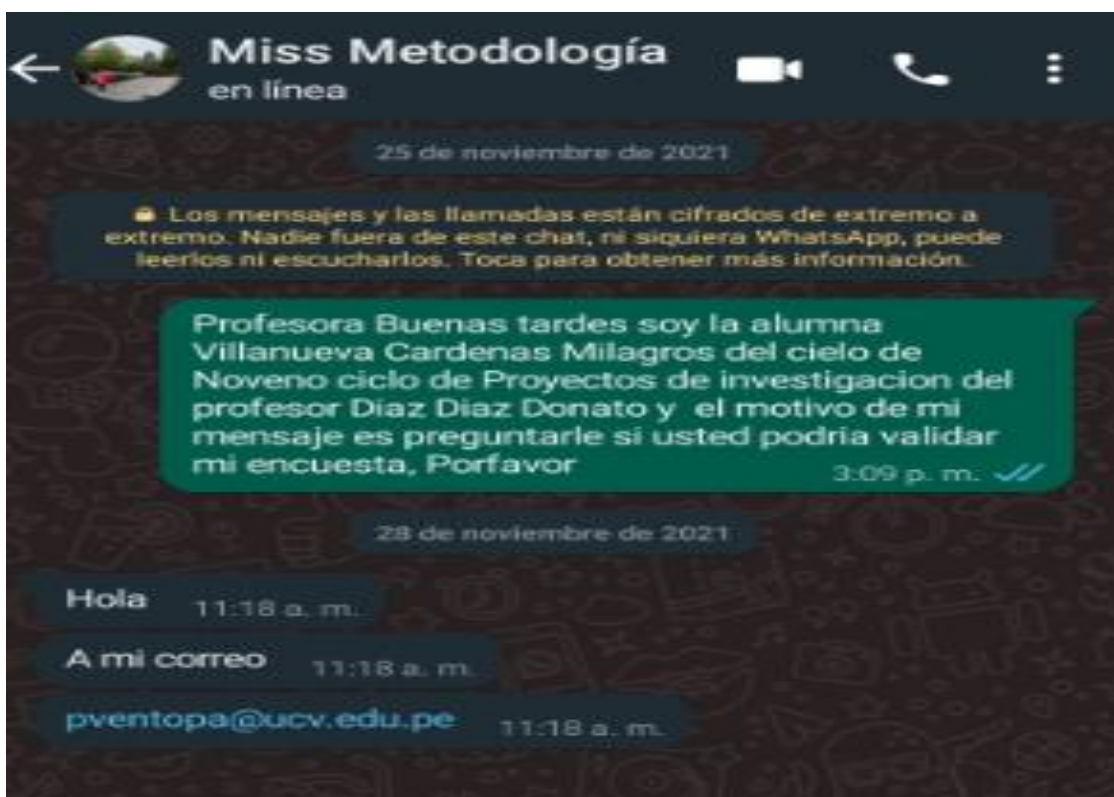 Miss Metodología
en línea
25 de noviembre de 2021
Los mensajes y las llamadas están cifrados de extremo a
extremo. Nadie fuera de este chat, ni siquiera WhatsApp, puede
leerlos ni escucharlos. Toca para obtener más información.
Profesora Buenas tardes soy la alumna
Villanueva Cardenas Milagros del cielo de
Noveno ciclo de Proyectos de investigacion del
profesor Diaz Diaz Donato y el motivo de mi
mensaje es preguntarle si usted podria validar
mi encuesta, Porfavor 3:09 p. m.
28 de noviembre de 2021
Hola 11:18 a. m.
A mi correo 11:18 a. m.
pventopa@ucv.edu.pe 11:18 a. m.